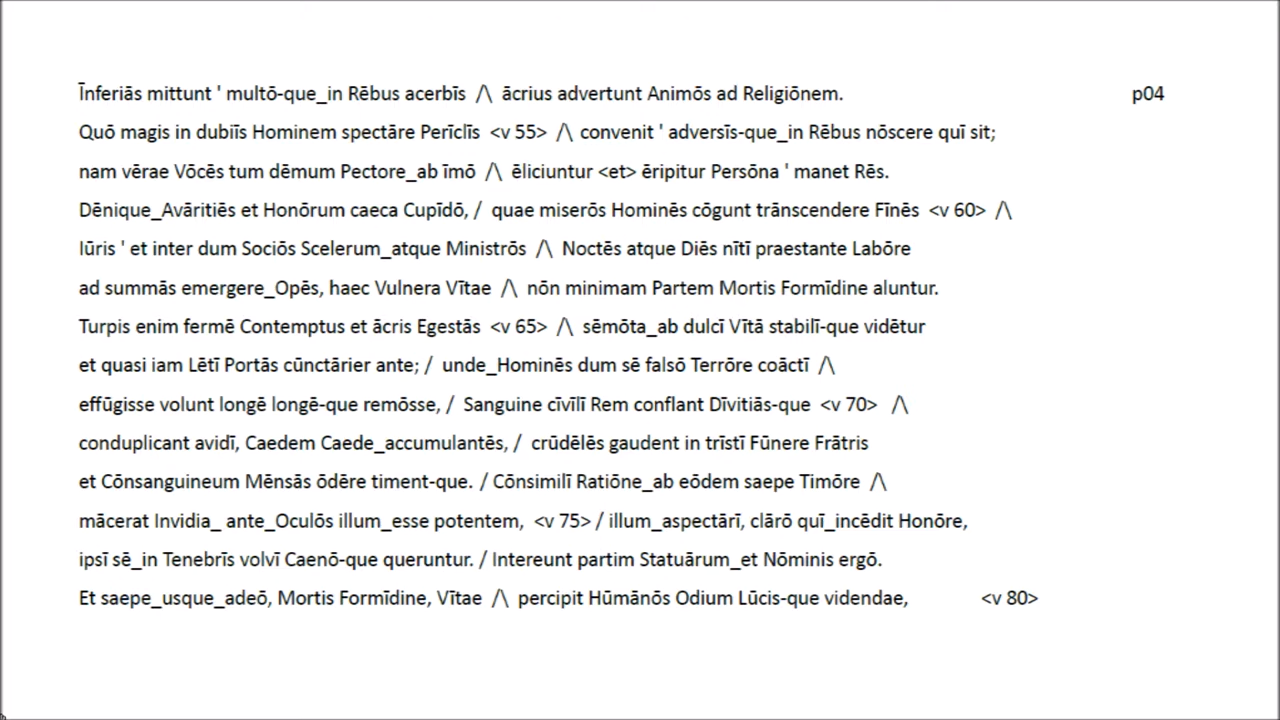 Īnferiās mittunt ' multō-que_in Rēbus acerbīs /\ ācrius advertunt Animōs ad Religiōnem. p04
Quō magis in dubiīs Hominem spectāre Perīclīs <v 55> /\ convenit ' adversīs-que_in Rēbus nōscere quī sit;
nam vērae Vōcēs tum dēmum Pectore_ab īmō /\ ēliciuntur <et> ēripitur Persōna ' manet Rēs.
Dēnique_Avāritiēs et Honōrum caeca Cupīdō, / quae miserōs Hominēs cōgunt trānscendere Fīnēs <v 60> /\
Iūris ' et inter dum Sociōs Scelerum_atque Ministrōs /\ Noctēs atque Diēs nītī praestante Labōre
ad summās emergere_Opēs, haec Vulnera Vītae /\ nōn minimam Partem Mortis Formīdine aluntur.
Turpis enim fermē Contemptus et ācris Egestās <v 65> /\ sēmōta_ab dulcī Vītā stabilī-que vidētur
et quasi iam Lētī Portās cūnctārier ante; / unde_Hominēs dum sē falsō Terrōre coāctī /\
effūgisse volunt longē longē-que remōsse, / Sanguine cīvīlī Rem conflant Dīvitiās-que <v 70> /\
conduplicant avidī, Caedem Caede_accumulantēs, / crūdēlēs gaudent in trīstī Fūnere Frātris
et Cōnsanguineum Mēnsās ōdēre timent-que. / Cōnsimilī Ratiōne_ab eōdem saepe Timōre /\
mācerat Invidia_ ante_Oculōs illum_esse potentem, <v 75> / illum_aspectārī, clārō quī_incēdit Honōre,
ipsī sē_in Tenebrīs volvī Caenō-que queruntur. / Intereunt partim Statuārum_et Nōminis ergō.
Et saepe_usque_adeō, Mortis Formīdine, Vītae /\ percipit Hūmānōs Odium Lūcis-que videndae, <v 80>